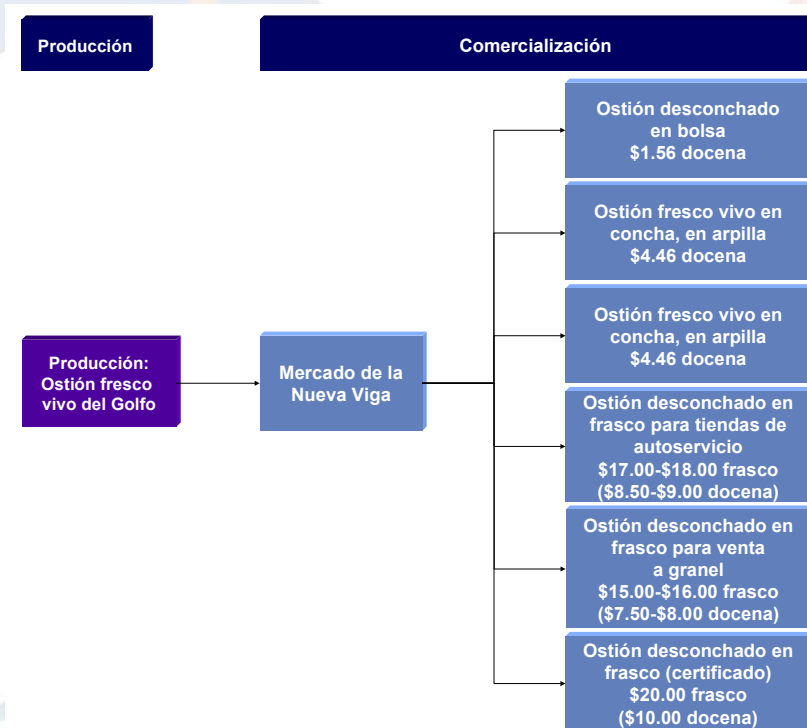 Producción
Comercialización
Ostión desconchado
en bolsa
$1.56 docena
Ostión fresco vivo en
concha, en arpilla
$4.46 docena
Ostión fresco vivo en
concha, en arpilla
$4.46 docena
Producción:
Ostión fresco
vivo del Golfo
Mercado de la
Nueva Viga
Ostión desconchado en
frasco para tiendas de
autoservicio
$17.00-$18.00 frasco
($8.50-$9.00 docena)
Ostión desconchado en
frasco para venta
a granel
$15.00-$16.00 frasco
($7.50-$8.00 docena)
Ostión desconchado en
frasco (certificado)
$20.00 frasco
($10.00 docena)